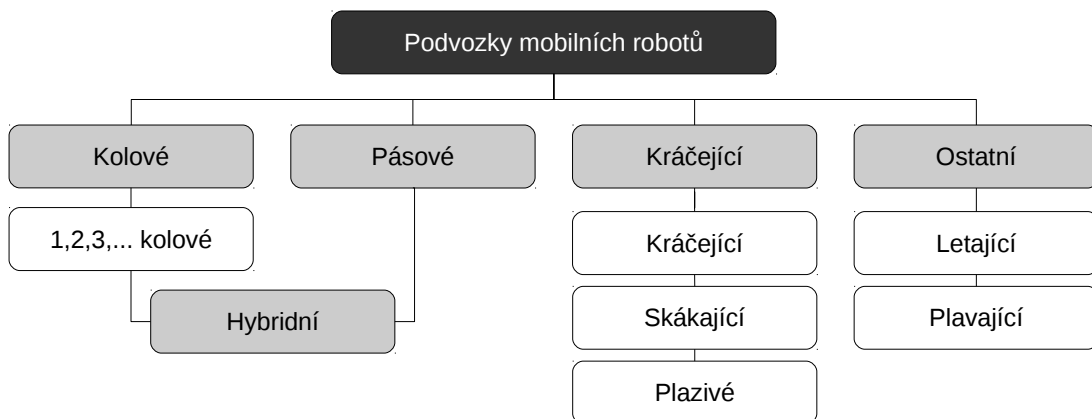 Podvozky mobilních robotů
Kolové
Pásové
Kráčející
Ostatní
1,2,3,... kolové
Kráčející
Letající
Hybridní
Skákající
Plavající
Plazivé